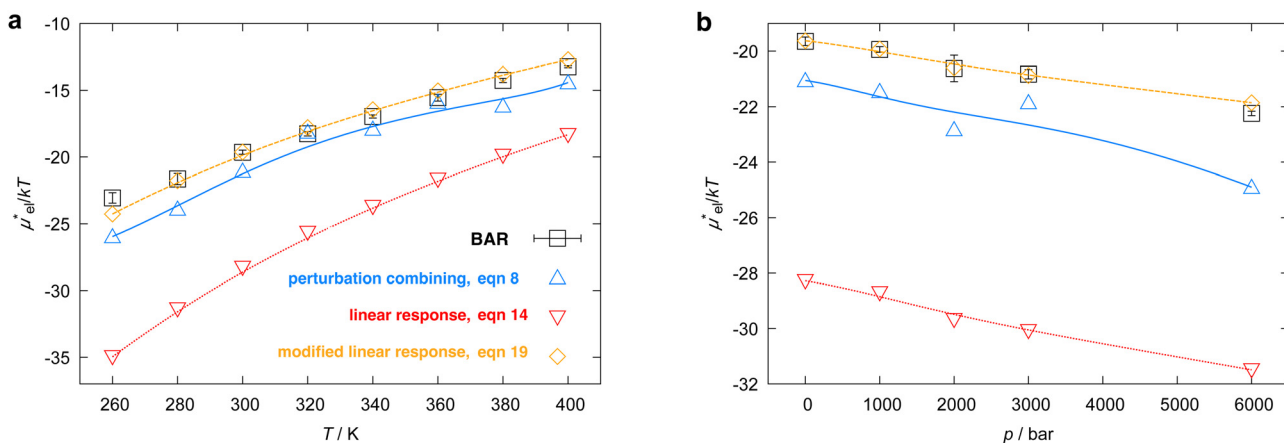 a
-10
-15
-20
-25
-30
-35
μ*el/kT
260 280 300 320 340 360 380 400
T / K
BAR
perturbation combining, eqn 8
linear response, eqn 14
modified linear response, eqn 19
b
-20
-22
-24
-26
-28
-30
-32
μ*el/kT
0 1000 2000 3000 4000 5000 6000
p / bar